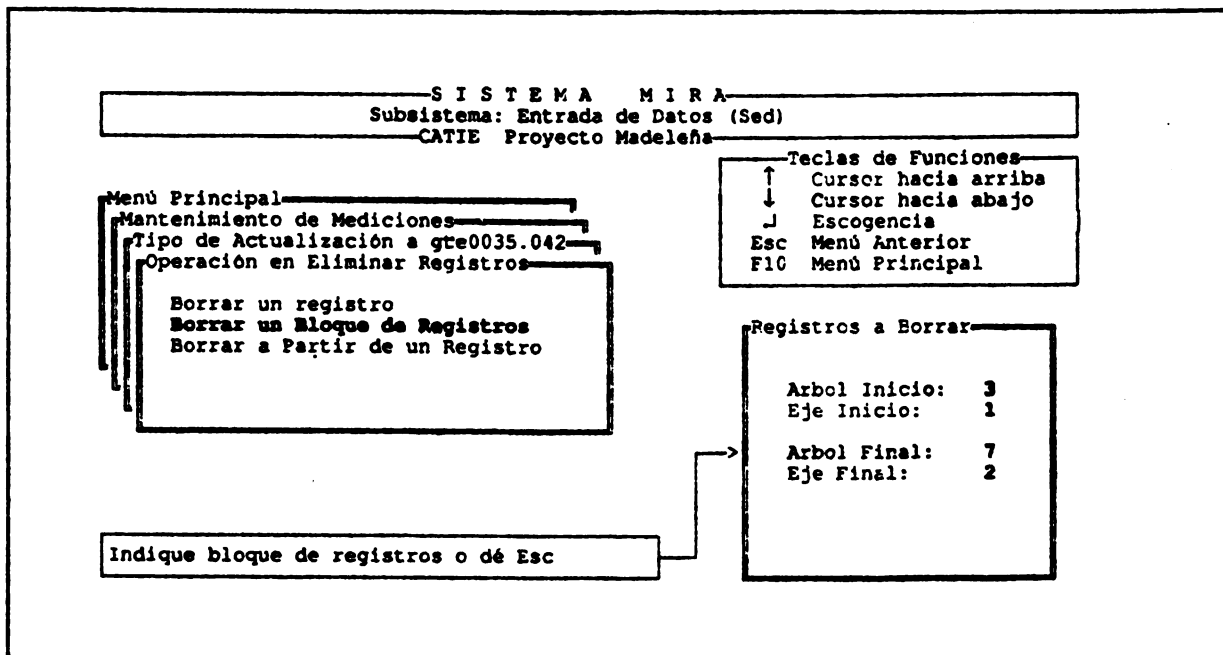 S I S T E M A M I R A
Subsistema: Entrada de Datos (Sed)
CATIE Proyecto Madeleña
Teclas de Funciones
↑ Cursor hacia arriba
↓ Cursor hacia abajo
↵ Escogencia
Esc Menú Anterior
F10 Menú Principal
Menú Principal
Mantenimiento de Mediciones
Tipo de Actualización a gte0035.042
Operación en Eliminar Registros
Borrar un registro
Borrar un Bloque de Registros
Borrar a Partir de un Registro
Registros a Borrar
Arbol Inicio: 3
Eje Inicio: 1
Arbol Final: 7
Eje Final: 2
Indique bloque de registros o dé Esc